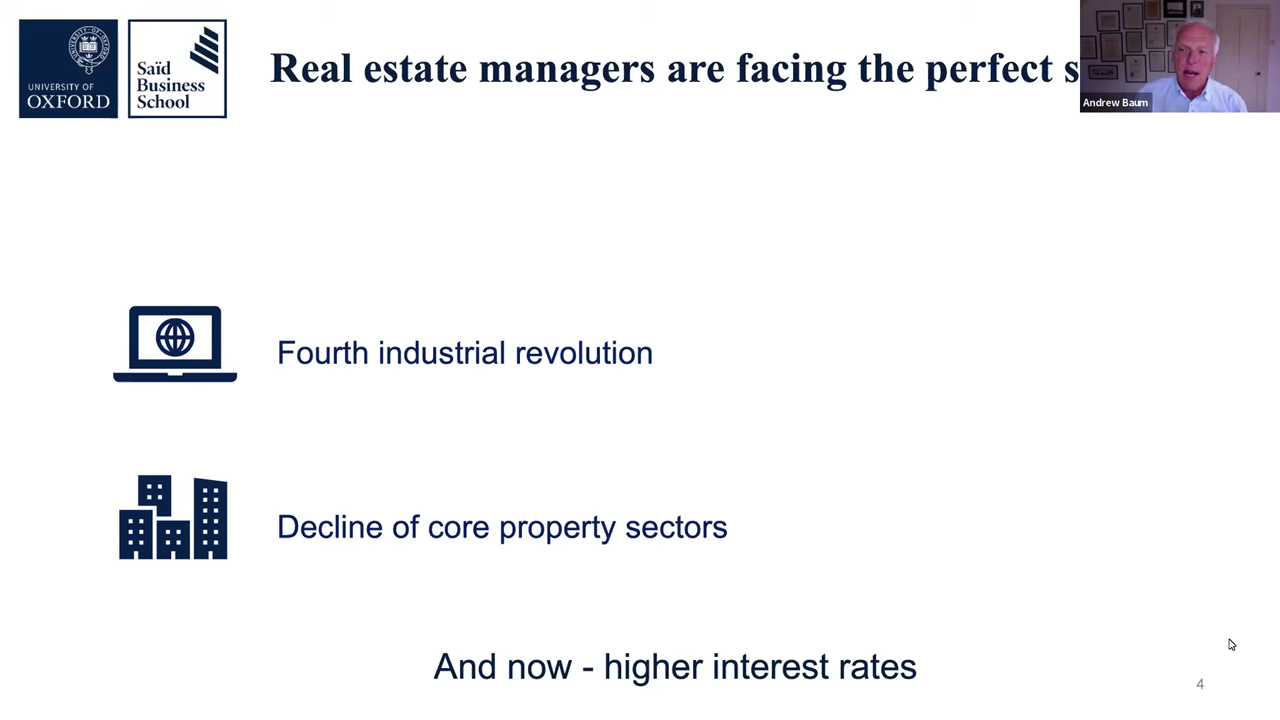 UNIVERSITY OF
OXFORD
Saïd
Business
School
Real estate managers are facing the perfect s
Andrew Baum
Fourth industrial revolution
Decline of core property sectors
And now - higher interest rates
4